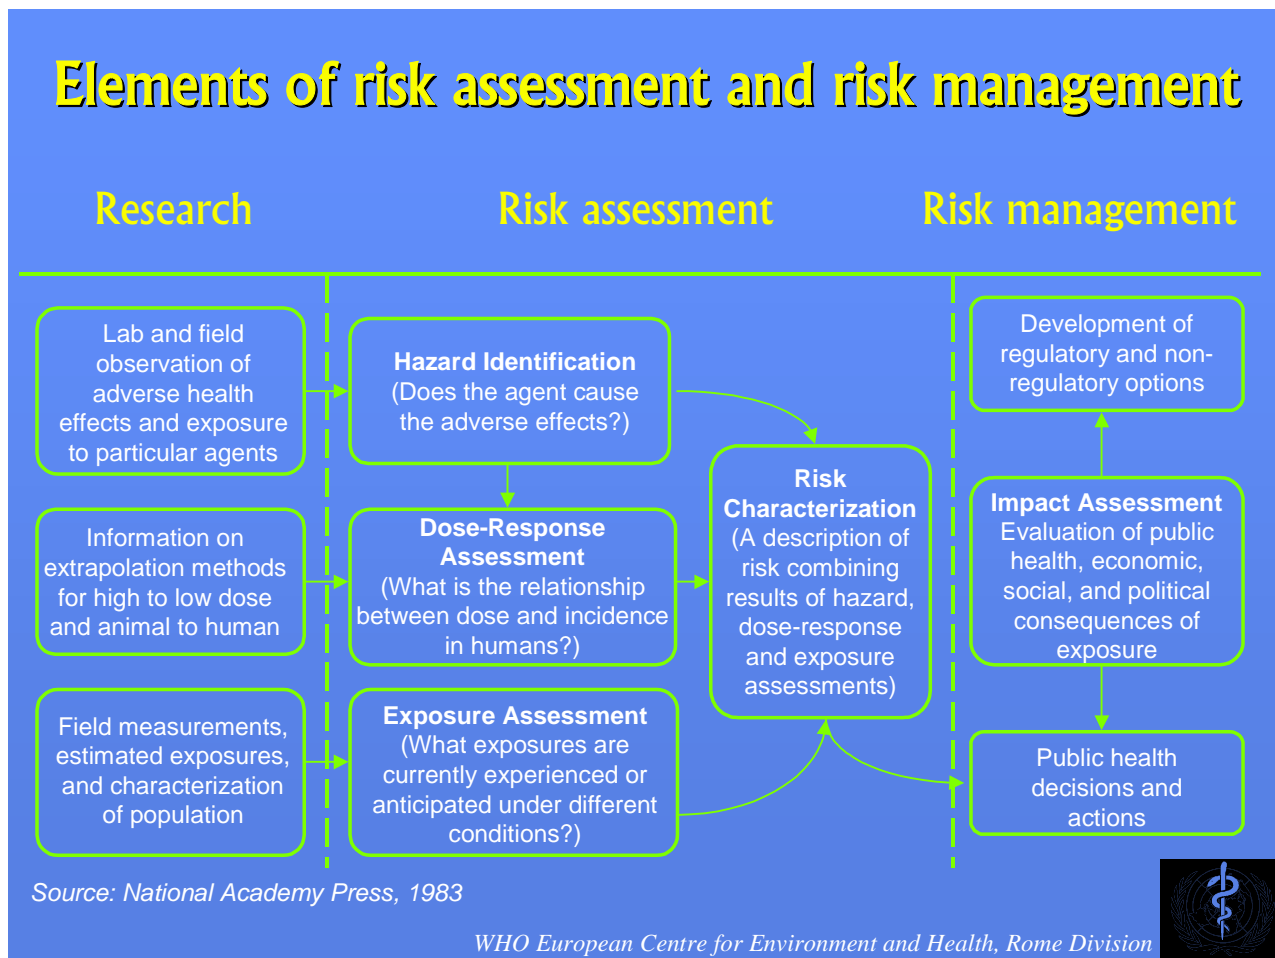 Elements of risk assessment and risk management
Research
Risk assessment
Risk management
Lab and field
observation of
adverse health
effects and exposure
to particular agents
Information on
extrapolation methods
for high to low dose
and animal to human
Field measurements,
estimated exposures,
and characterization
of population
Hazard Identification
(Does the agent cause
the adverse effects?)
Dose-Response
Assessment
(What is the relationship
between dose and incidence
in humans?)
Exposure Assessment
(What exposures are
currently experienced or
anticipated under different
conditions?)
Risk
Characterization
(A description of
risk combining
results of hazard,
dose-response
and exposure
assessments)
Development of
regulatory and non-
regulatory options
Impact Assessment
Evaluation of public
health, economic,
social, and political
consequences of
exposure
Public health
decisions and
actions
Source: National Academy Press, 1983
WHO European Centre for Environment and Health, Rome Division